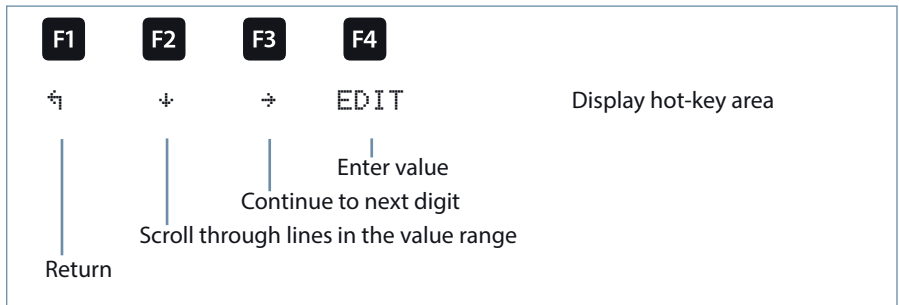 F1 F2 F3 F4
↰ ↓ → EDIT Display hot-key area
Enter value
Continue to next digit
Scroll through lines in the value range
Return